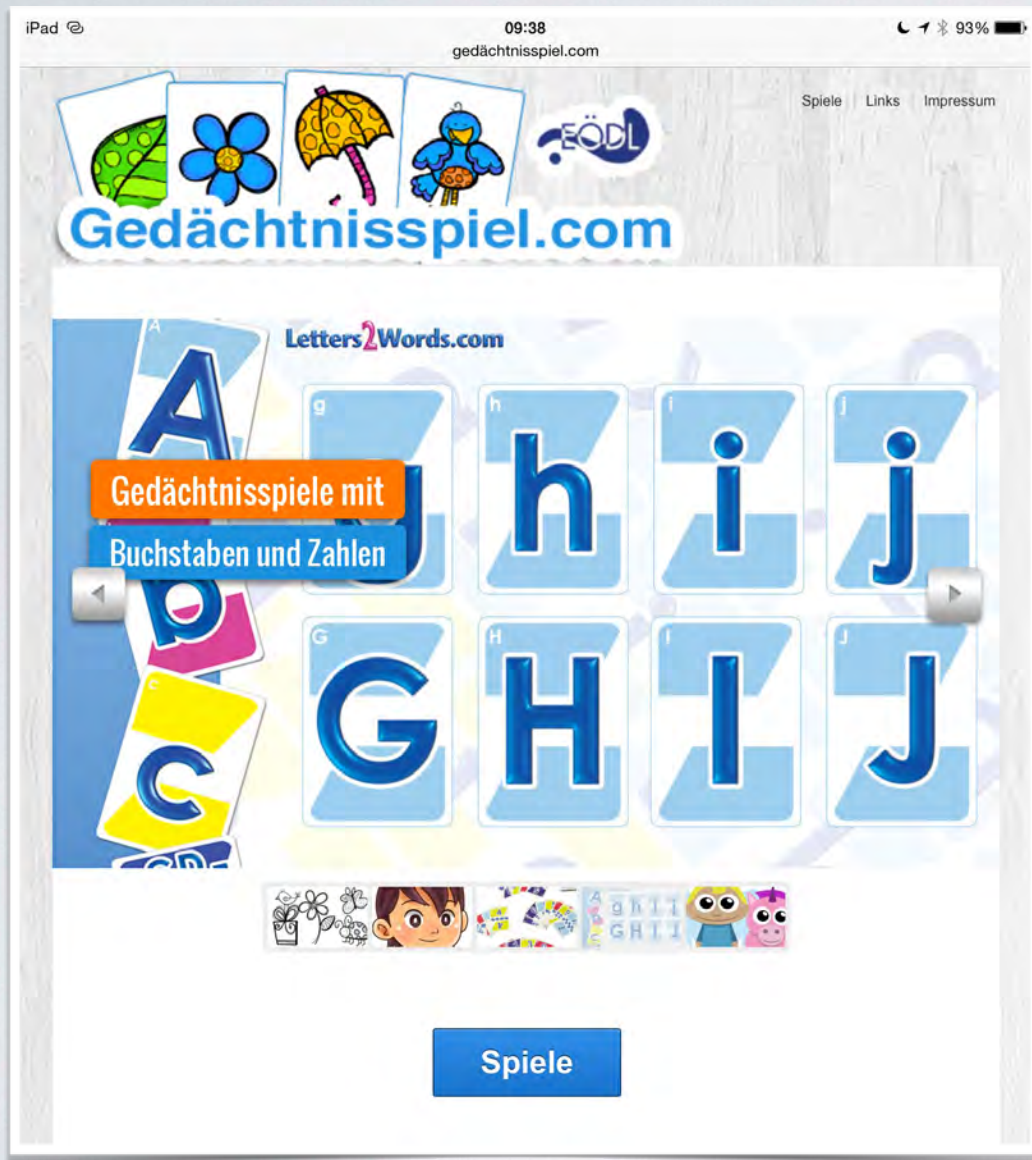 iPad 09:38 93%
gedächtnisspiel.com
Spiele Links Impressum
EÖDL
Gedächtnisspiel.com
Letters2Words.com
A
A
g h i j
h i j
Gedächtnisspiele mit
Buchstaben und Zahlen
b
G H I J
G H I J
c
c
Spiele